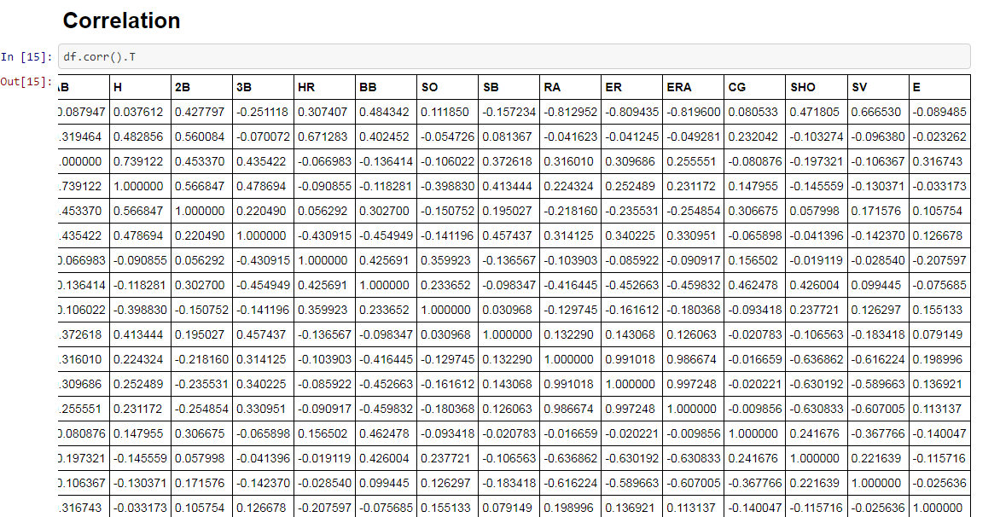 Correlation
In [15]: df.corr().T
Out[15]:
AB H 2B 3B HR BB SO SB RA ER ERA CG SHO SV E
0.087947 0.037612 0.427797 -0.251118 0.307407 0.484342 0.111850 -0.157234 -0.812952 -0.809435 -0.819600 0.080533 0.471805 0.666530 -0.089485
.319464 0.482856 0.560084 -0.070072 0.671283 0.402452 -0.054726 0.081367 -0.041623 -0.041245 -0.049281 0.232042 -0.103274 -0.096380 -0.023262
.000000 0.739122 0.453370 0.435422 -0.066983 -0.136414 -0.106022 0.372618 0.316010 0.309686 0.255551 -0.080876 -0.197321 -0.106367 0.316743
.739122 1.000000 0.566847 0.478694 -0.090855 -0.118281 -0.398830 0.413444 0.224324 0.252489 0.231172 0.147955 -0.145559 -0.130371 -0.033173
.453370 0.566847 1.000000 0.220490 0.056292 0.302700 -0.150752 0.195027 -0.218160 -0.235531 -0.254854 0.306675 0.057998 0.171576 0.105754
.435422 0.478694 0.220490 1.000000 -0.430915 -0.454949 -0.141196 0.457437 0.314125 0.340225 0.330951 -0.065898 -0.041396 -0.142370 0.126678
0.066983 -0.090855 0.056292 -0.430915 1.000000 0.425691 0.359923 -0.136567 -0.103903 -0.085922 -0.090917 0.156502 -0.019119 -0.028540 -0.207597
0.136414 -0.118281 0.302700 -0.454949 0.425691 1.000000 0.233652 -0.098347 -0.416445 -0.452663 -0.459832 0.462478 0.426004 0.099445 -0.075685
0.106022 -0.398830 -0.150752 -0.141196 0.359923 0.233652 1.000000 0.030968 -0.129745 -0.161612 -0.180368 -0.093418 0.237721 0.126297 0.155133
.372618 0.413444 0.195027 0.457437 -0.136567 -0.098347 0.030968 1.000000 0.132290 0.143068 0.126063 -0.020783 -0.106563 -0.183418 0.079149
.316010 0.224324 -0.218160 0.314125 -0.103903 -0.416445 -0.129745 0.132290 1.000000 0.991018 0.986674 -0.016659 -0.636862 -0.616224 0.198996
.309686 0.252489 -0.235531 0.340225 -0.085922 -0.452663 -0.161612 0.143068 0.991018 1.000000 0.997248 -0.020221 -0.630192 -0.589663 0.136921
.255551 0.231172 -0.254854 0.330951 -0.090917 -0.459832 -0.180368 0.126063 0.986674 0.997248 1.000000 -0.009856 -0.630833 -0.607005 0.113137
0.080876 0.147955 0.306675 -0.065898 0.156502 0.462478 -0.093418 -0.020783 -0.016659 -0.020221 -0.009856 1.000000 0.241676 -0.367766 -0.140047
0.197321 -0.145559 0.057998 -0.041396 -0.019119 0.426004 0.237721 -0.106563 -0.636862 -0.630192 -0.630833 0.241676 1.000000 0.221639 -0.115716
0.106367 -0.130371 0.171576 -0.142370 -0.028540 0.099445 0.126297 -0.183418 -0.616224 -0.589663 -0.607005 -0.367766 0.221639 1.000000 -0.025636
.316743 -0.033173 0.105754 0.126678 -0.207597 -0.075685 0.155133 0.079149 0.198996 0.136921 0.113137 -0.140047 -0.115716 -0.025636 1.000000